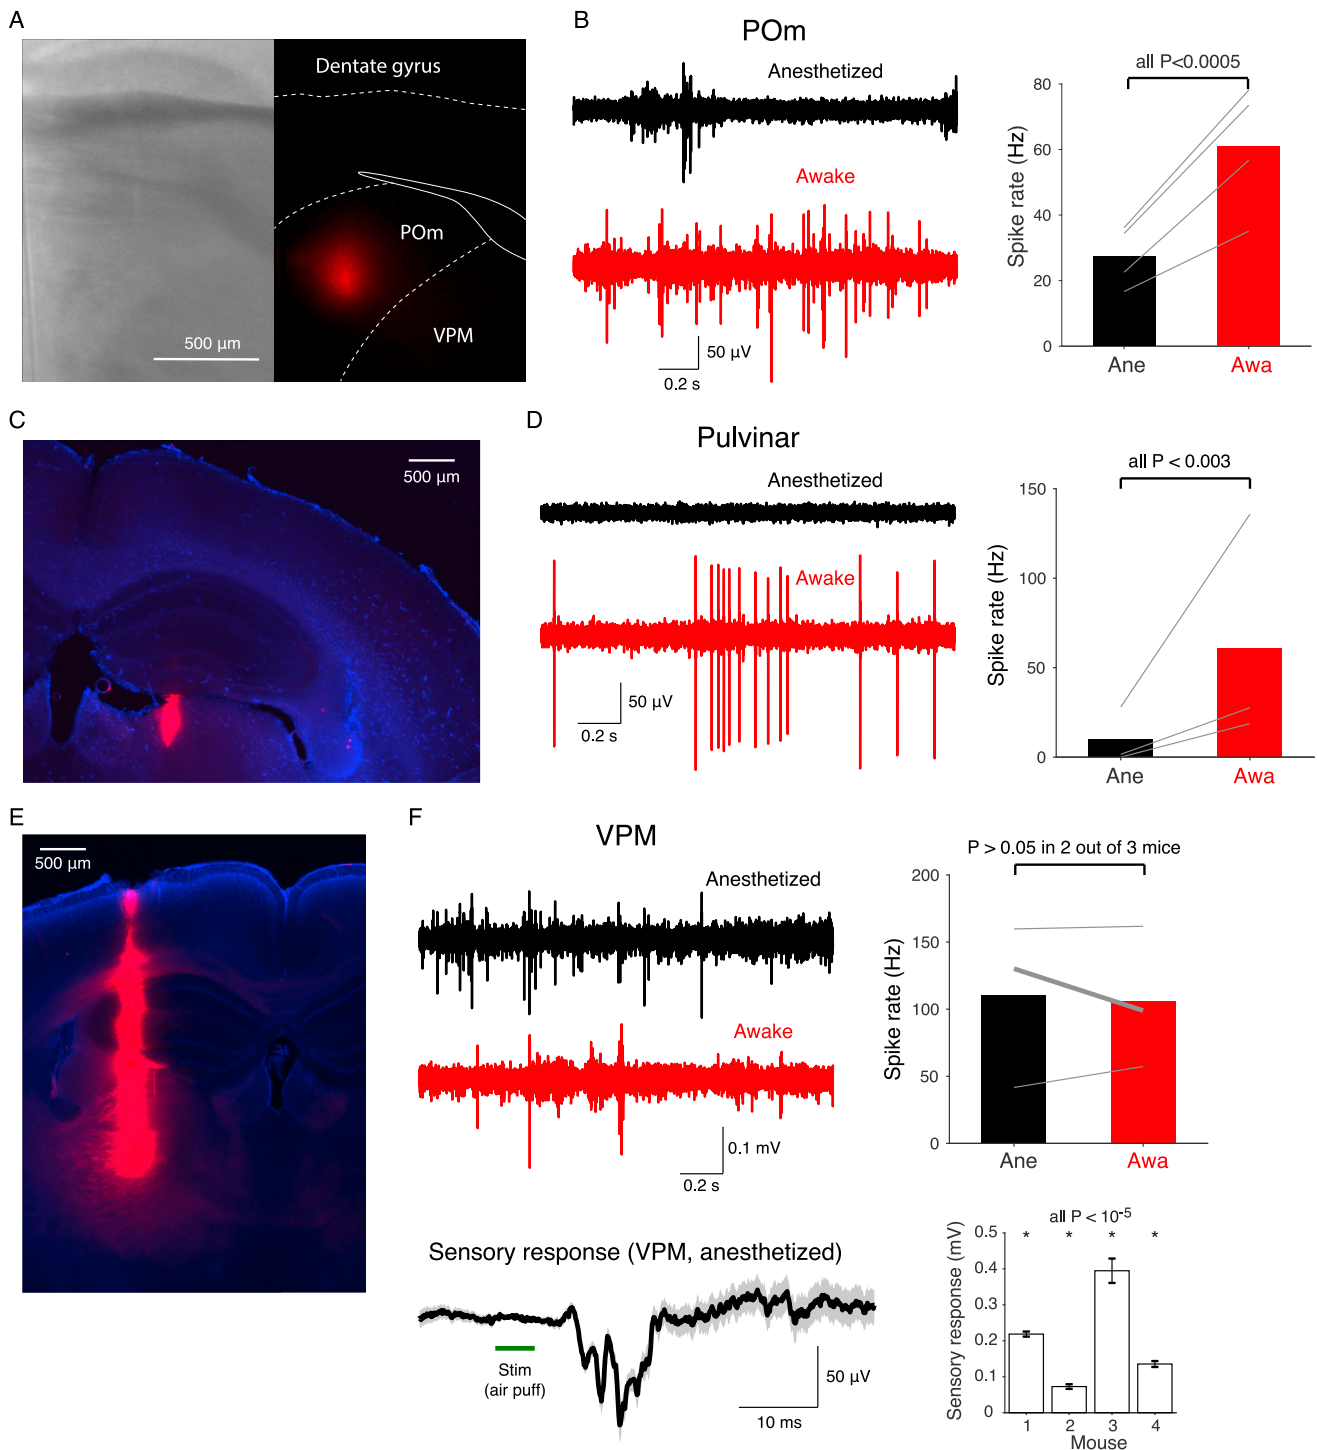 A
Dentate gyrus
POm
VPM
500 µm
B
POm
Anesthetized
Awake
50 µV
0.2 s
all P<0.0005
Spike rate (Hz)
80
60
40
20
0
Ane
Awa
C
500 µm
D
Pulvinar
Anesthetized
Awake
50 µV
0.2 s
all P < 0.003
Spike rate (Hz)
150
100
50
0
Ane
Awa
E
500 µm
F
VPM
Anesthetized
Awake
0.1 mV
0.2 s
P > 0.05 in 2 out of 3 mice
Spike rate (Hz)
200
150
100
50
0
Ane
Awa
Sensory response (VPM, anesthetized)
Stim
(air puff)
50 µV
10 ms
all P < 10-5
Sensory response (mV)
0.5
0.4
0.3
0.2
0.1
0
* * * *
1 2 3 4
Mouse